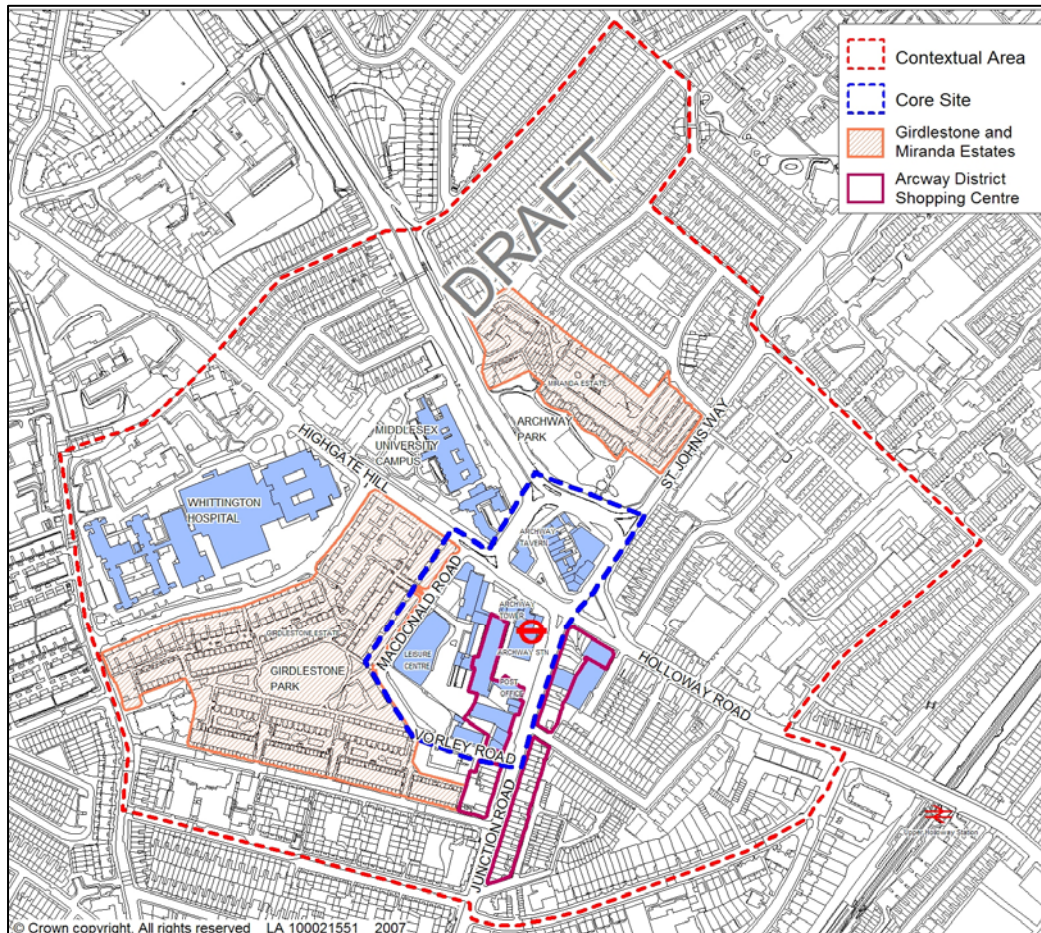 Contextual Area
Core Site
Girdlestone and
Miranda Estates
Arcway District
Shopping Centre
DRAFT
MIRANDA ESTATE
ARCHWAY
PARK
ST JOHNS WAY
HIGHGATE HILL
MIDDLESEX
UNIVERSITY
CAMPUS
WHITTINGTON
HOSPITAL
ARCHWAY
TAVERN
MACDONALD ROAD
ARCHWAY
TOWER
ARCHWAY STN
GIRDLESTONE ESTATE
GIRDLESTONE
PARK
LEISURE
CENTRE
POST
OFFICE
HOLLOWAY ROAD
VORLEY ROAD
JUNCTION ROAD
Upper Holloway Station
© Crown copyright. All rights reserved LA 100021551 2007